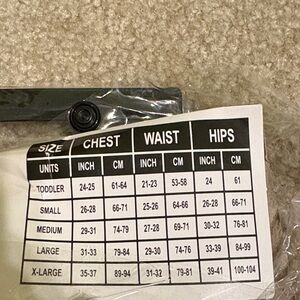 SIZE CHEST WAIST HIPS
UNITS INCH CM INCH CM INCH CM
TODDLER 24-25 61-64 21-23 53-58 24 61
SMALL 26-28 66-71 25-26 64-66 26-28 66-71
MEDIUM 29-31 74-79 27-28 69-71 30-32 76-81
LARGE 31-33 79-84 29-30 74-76 33-39 84-99
X-LARGE 35-37 89-94 31-32 79-81 39-41 100-104